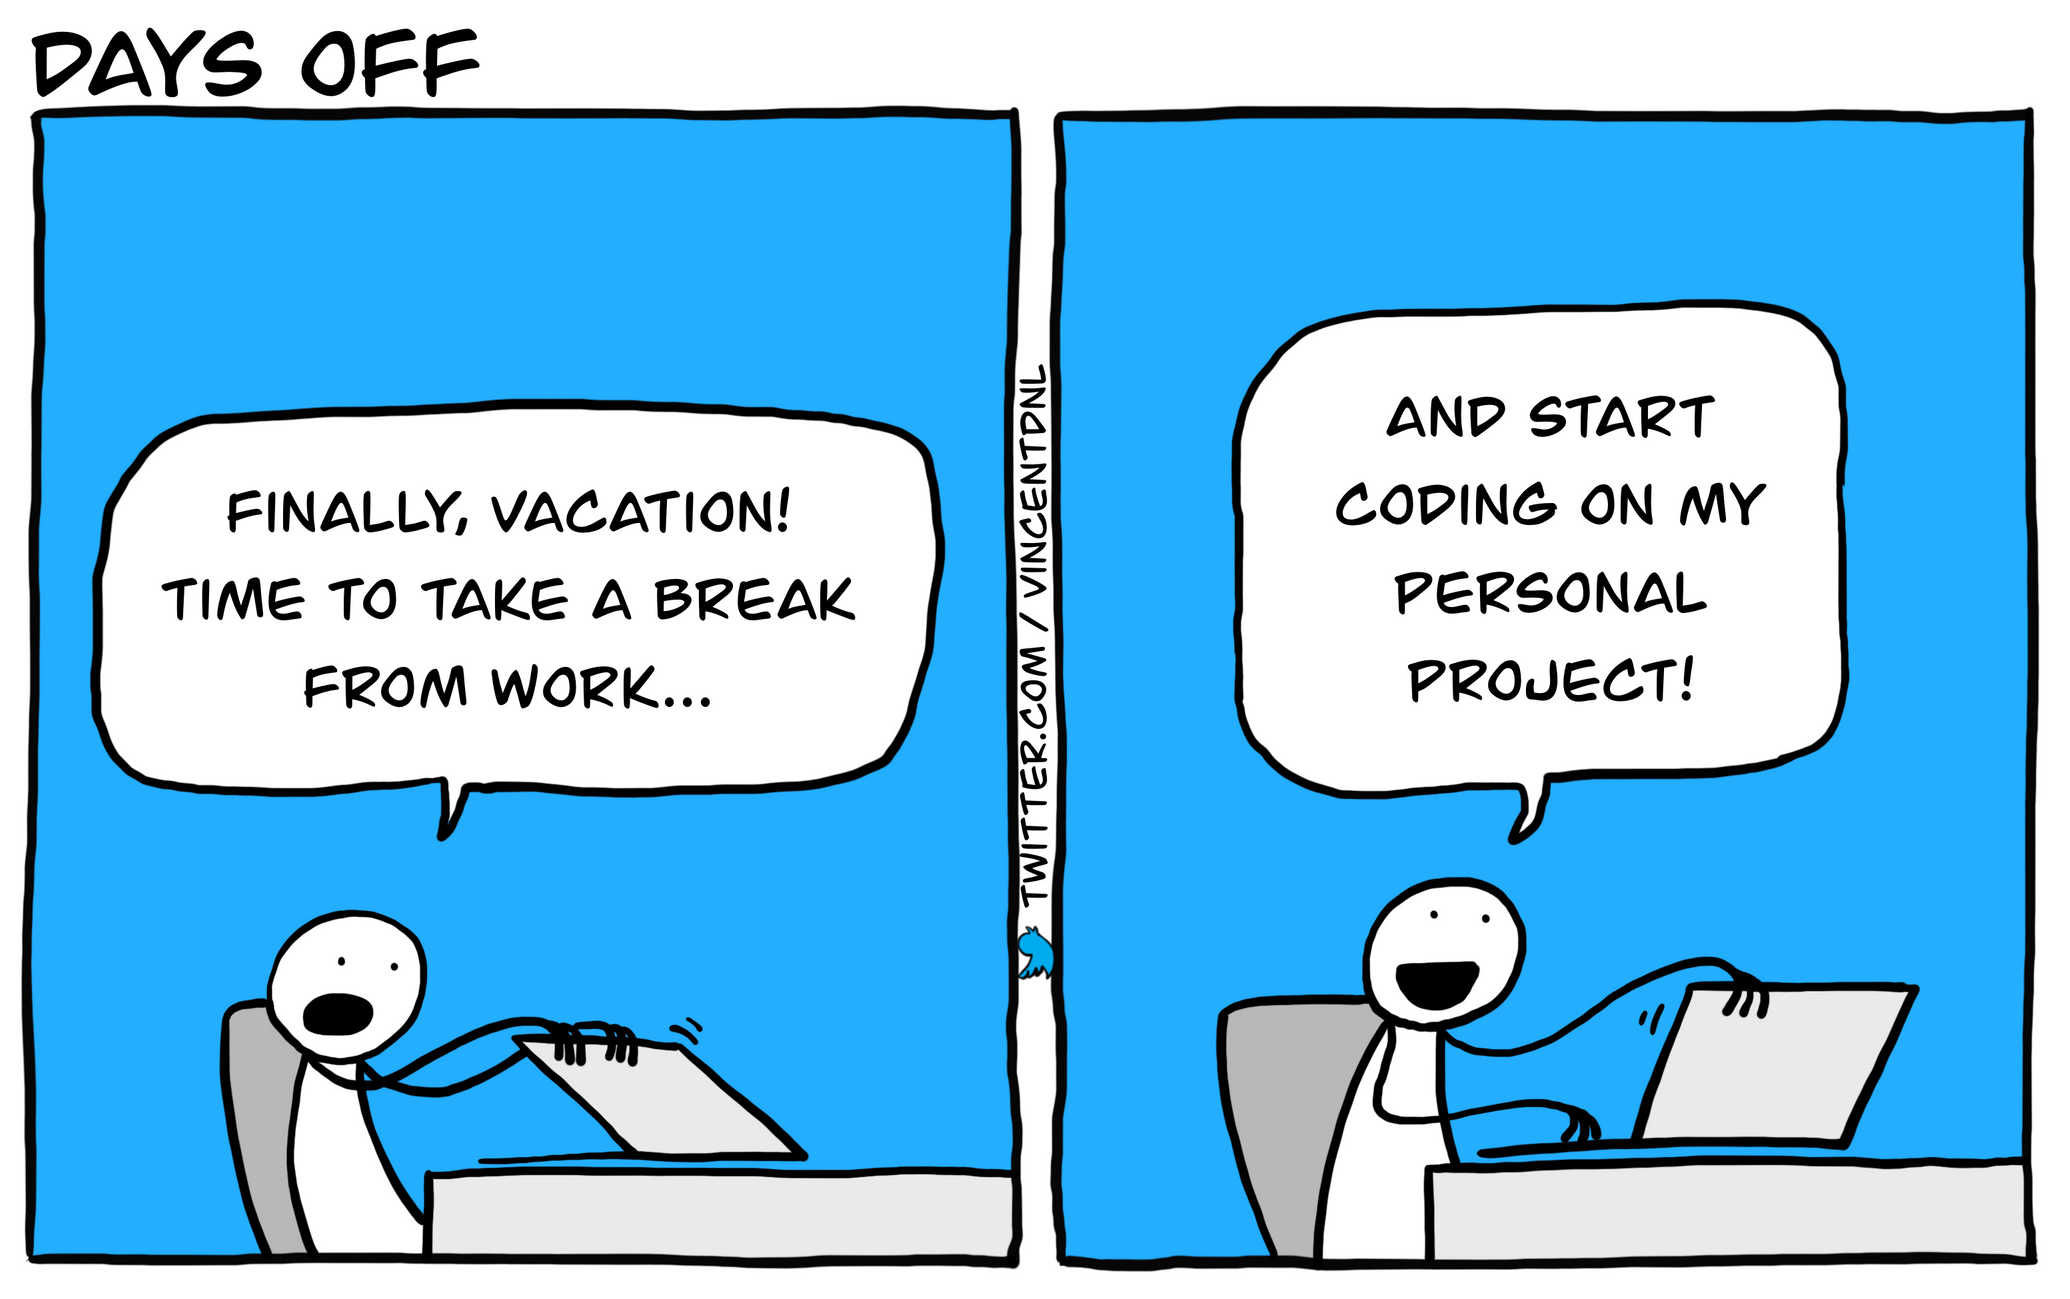 DAYS OFF
FINALLY, VACATION!
TIME TO TAKE A BREAK
FROM WORK...
TWITTER.COM / VINCENTDNL
AND START
CODING ON MY
PERSONAL
PROJECT!